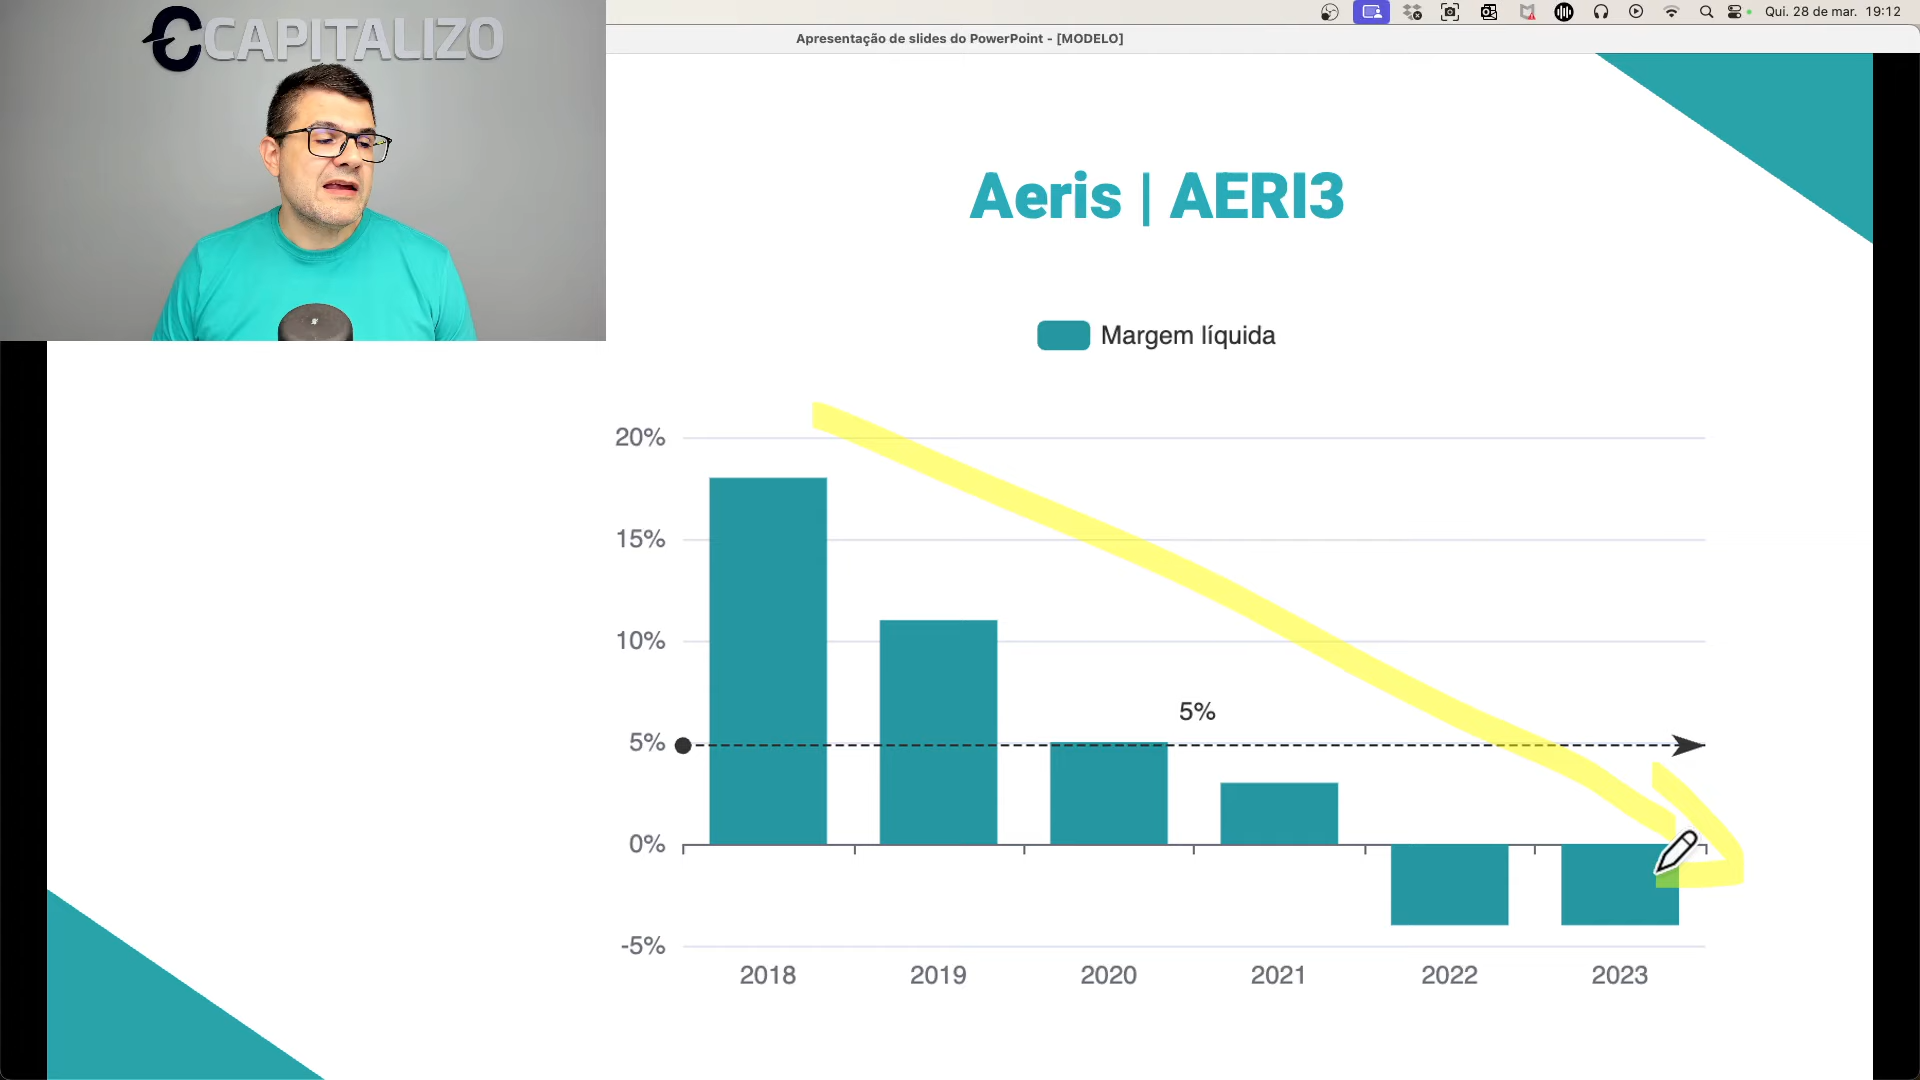 CAPITALIZO
Qui. 28 de mar. 19:12
Apresentação de slides do PowerPoint - [MODELO]
Aeris | AERI3
Margem líquida
20%
15%
10%
5%
5%
0%
-5%
2018 2019 2020 2021 2022 2023